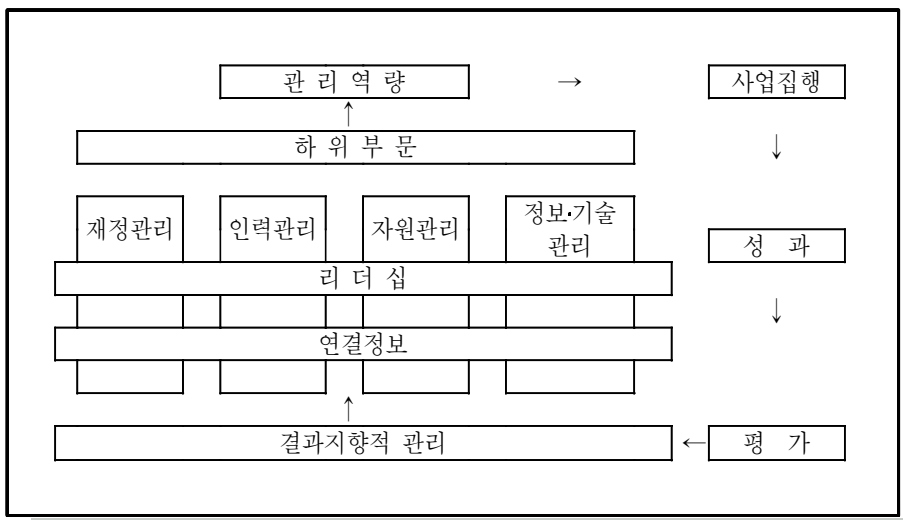 관 리 역 량 → 사업집행
↑
하 위 부 문 ↓
재정관리 인력관리 자원관리 정보·기술
관리
성 과
리 더 십
↓
연결정보
↑
결과지향적 관리 ← 평 가